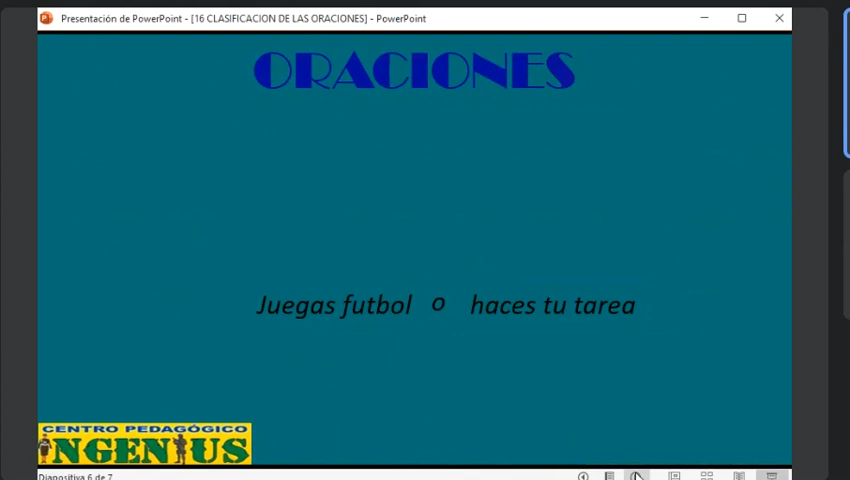 Presentación de PowerPoint - [16 CLASIFICACION DE LAS ORACIONES] - PowerPoint
ORACIONES
Juegas futbol o haces tu tarea
CENTRO PEDAGÓGICO
INGENIUS
Diapositiva 6 de 7